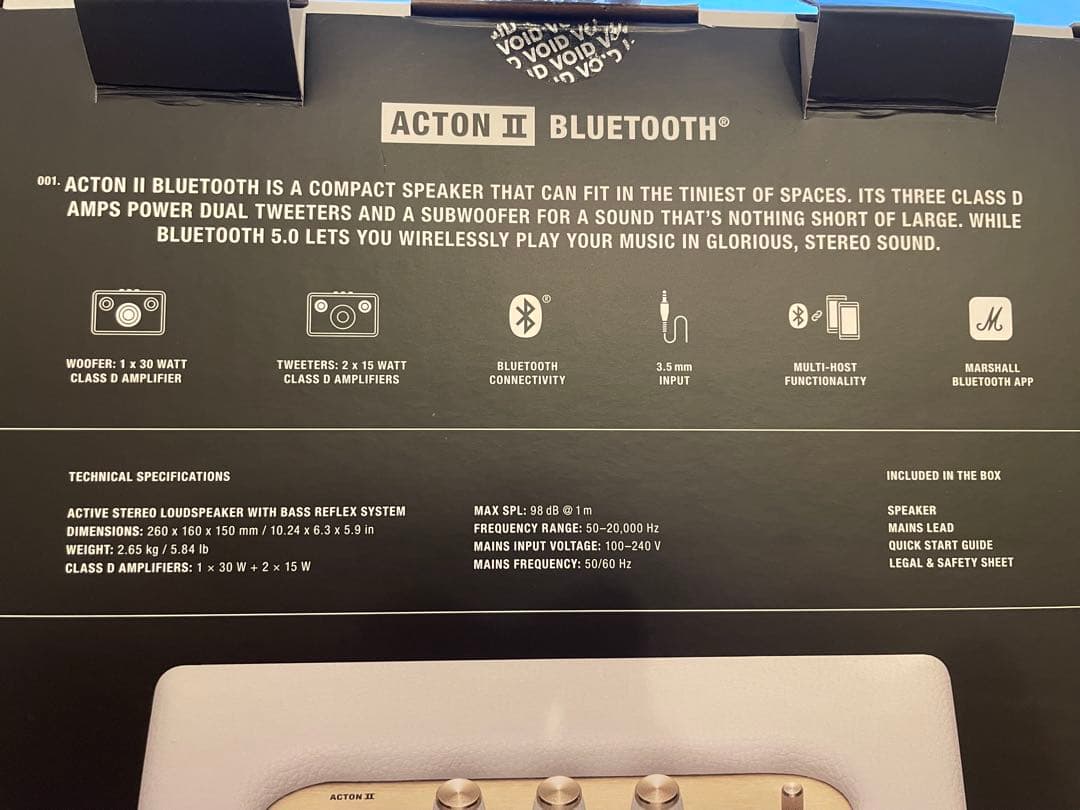 VOID VOID
VOID VOID
VOID
ACTON II BLUETOOTH®
001. ACTON II BLUETOOTH IS A COMPACT SPEAKER THAT CAN FIT IN THE TINIEST OF SPACES. ITS THREE CLASS D
AMPS POWER DUAL TWEETERS AND A SUBWOOFER FOR A SOUND THAT'S NOTHING SHORT OF LARGE. WHILE
BLUETOOTH 5.0 LETS YOU WIRELESSLY PLAY YOUR MUSIC IN GLORIOUS, STEREO SOUND.
®
M
WOOFER: 1 x 30 WATT
CLASS D AMPLIFIER
TWEETERS: 2 x 15 WATT
CLASS D AMPLIFIERS
BLUETOOTH
CONNECTIVITY
3.5 mm
INPUT
MULTI-HOST
FUNCTIONALITY
MARSHALL
BLUETOOTH APP
TECHNICAL SPECIFICATIONS
ACTIVE STEREO LOUDSPEAKER WITH BASS REFLEX SYSTEM
DIMENSIONS: 260 x 160 x 150 mm / 10.24 x 6.3 x 5.9 in
WEIGHT: 2.65 kg / 5.84 lb
CLASS D AMPLIFIERS: 1 × 30 W + 2 × 15 W
MAX SPL: 98 dB @ 1 m
FREQUENCY RANGE: 50–20,000 Hz
MAINS INPUT VOLTAGE: 100–240 V
MAINS FREQUENCY: 50/60 Hz
INCLUDED IN THE BOX
SPEAKER
MAINS LEAD
QUICK START GUIDE
LEGAL & SAFETY SHEET
ACTON II